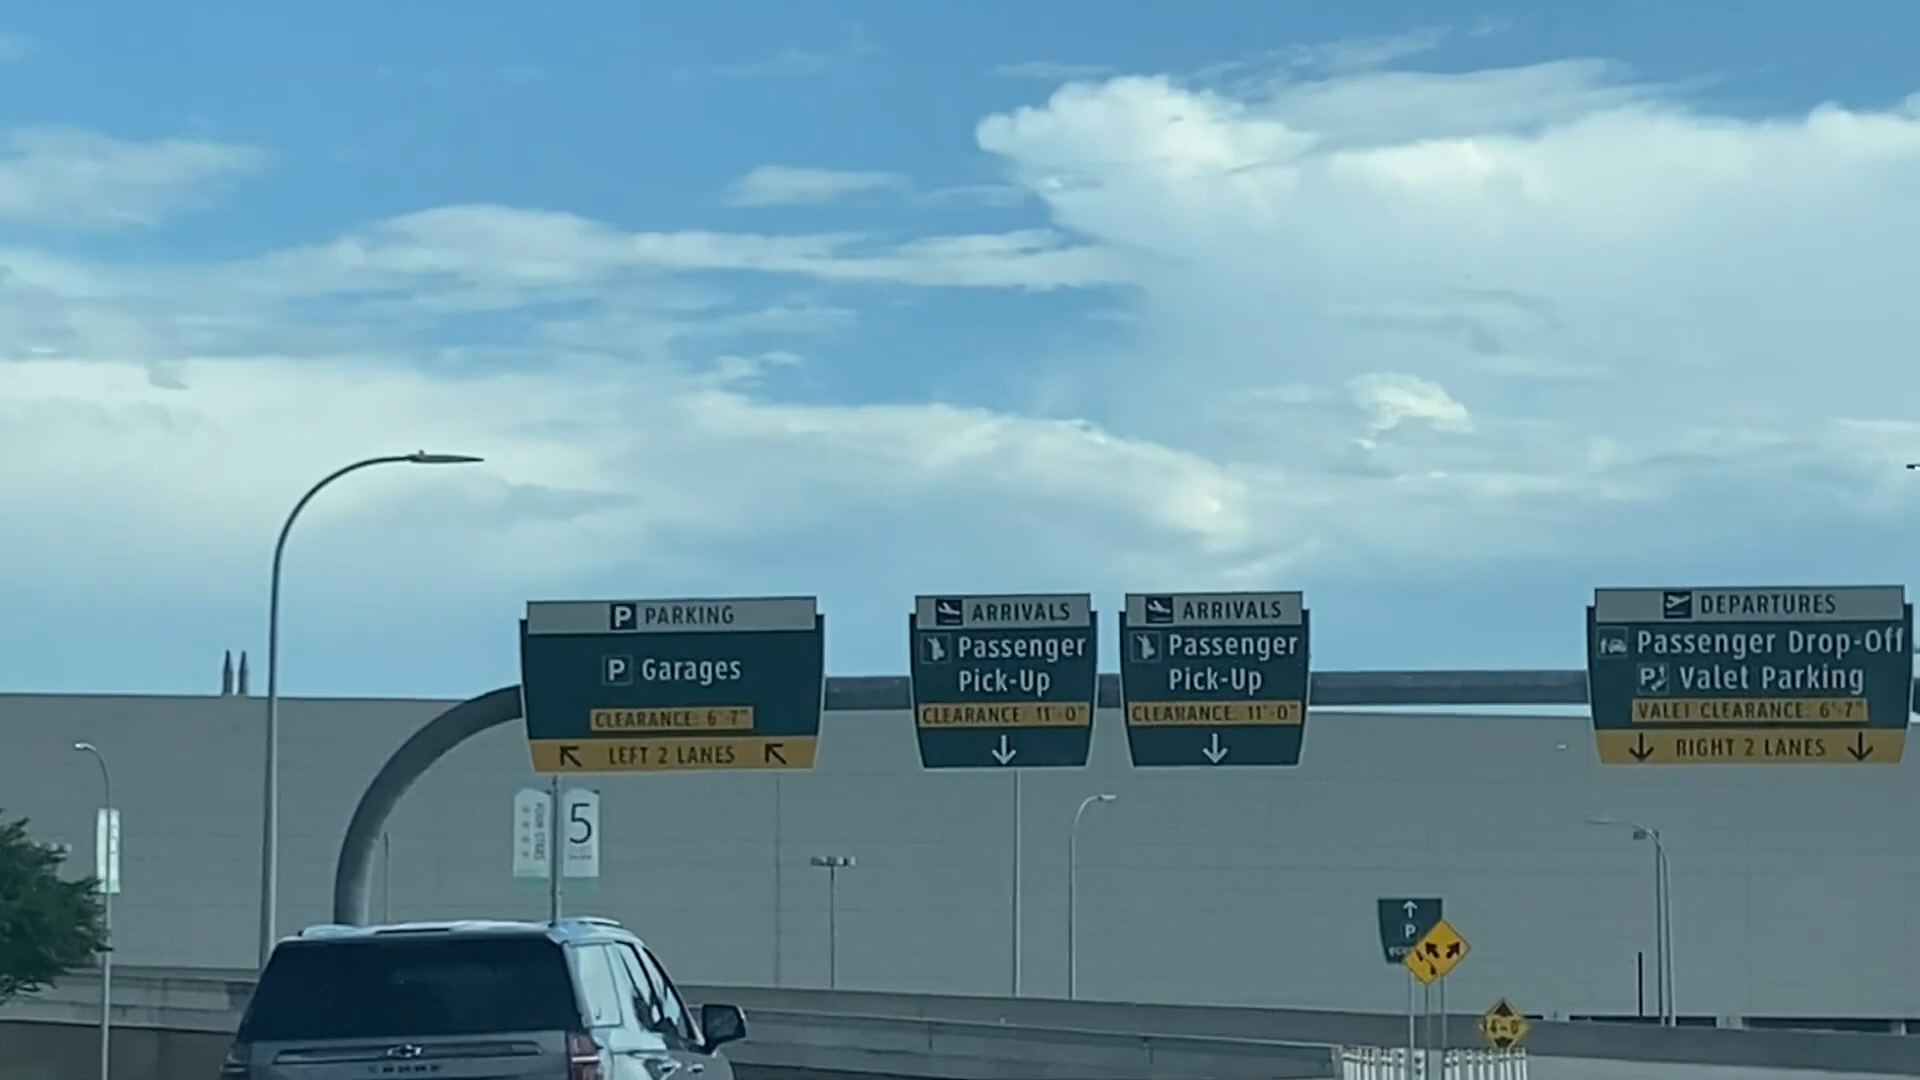 P PARKING
P Garages
CLEARANCE: 6'-7"
LEFT 2 LANES
ARRIVALS
Passenger
Pick-Up
CLEARANCE: 11'-0"
ARRIVALS
Passenger
Pick-Up
CLEARANCE: 11'-0"
DEPARTURES
Passenger Drop-Off
P Valet Parking
VALET CLEARANCE: 6'-7"
RIGHT 2 LANES
5
P
14'-0"